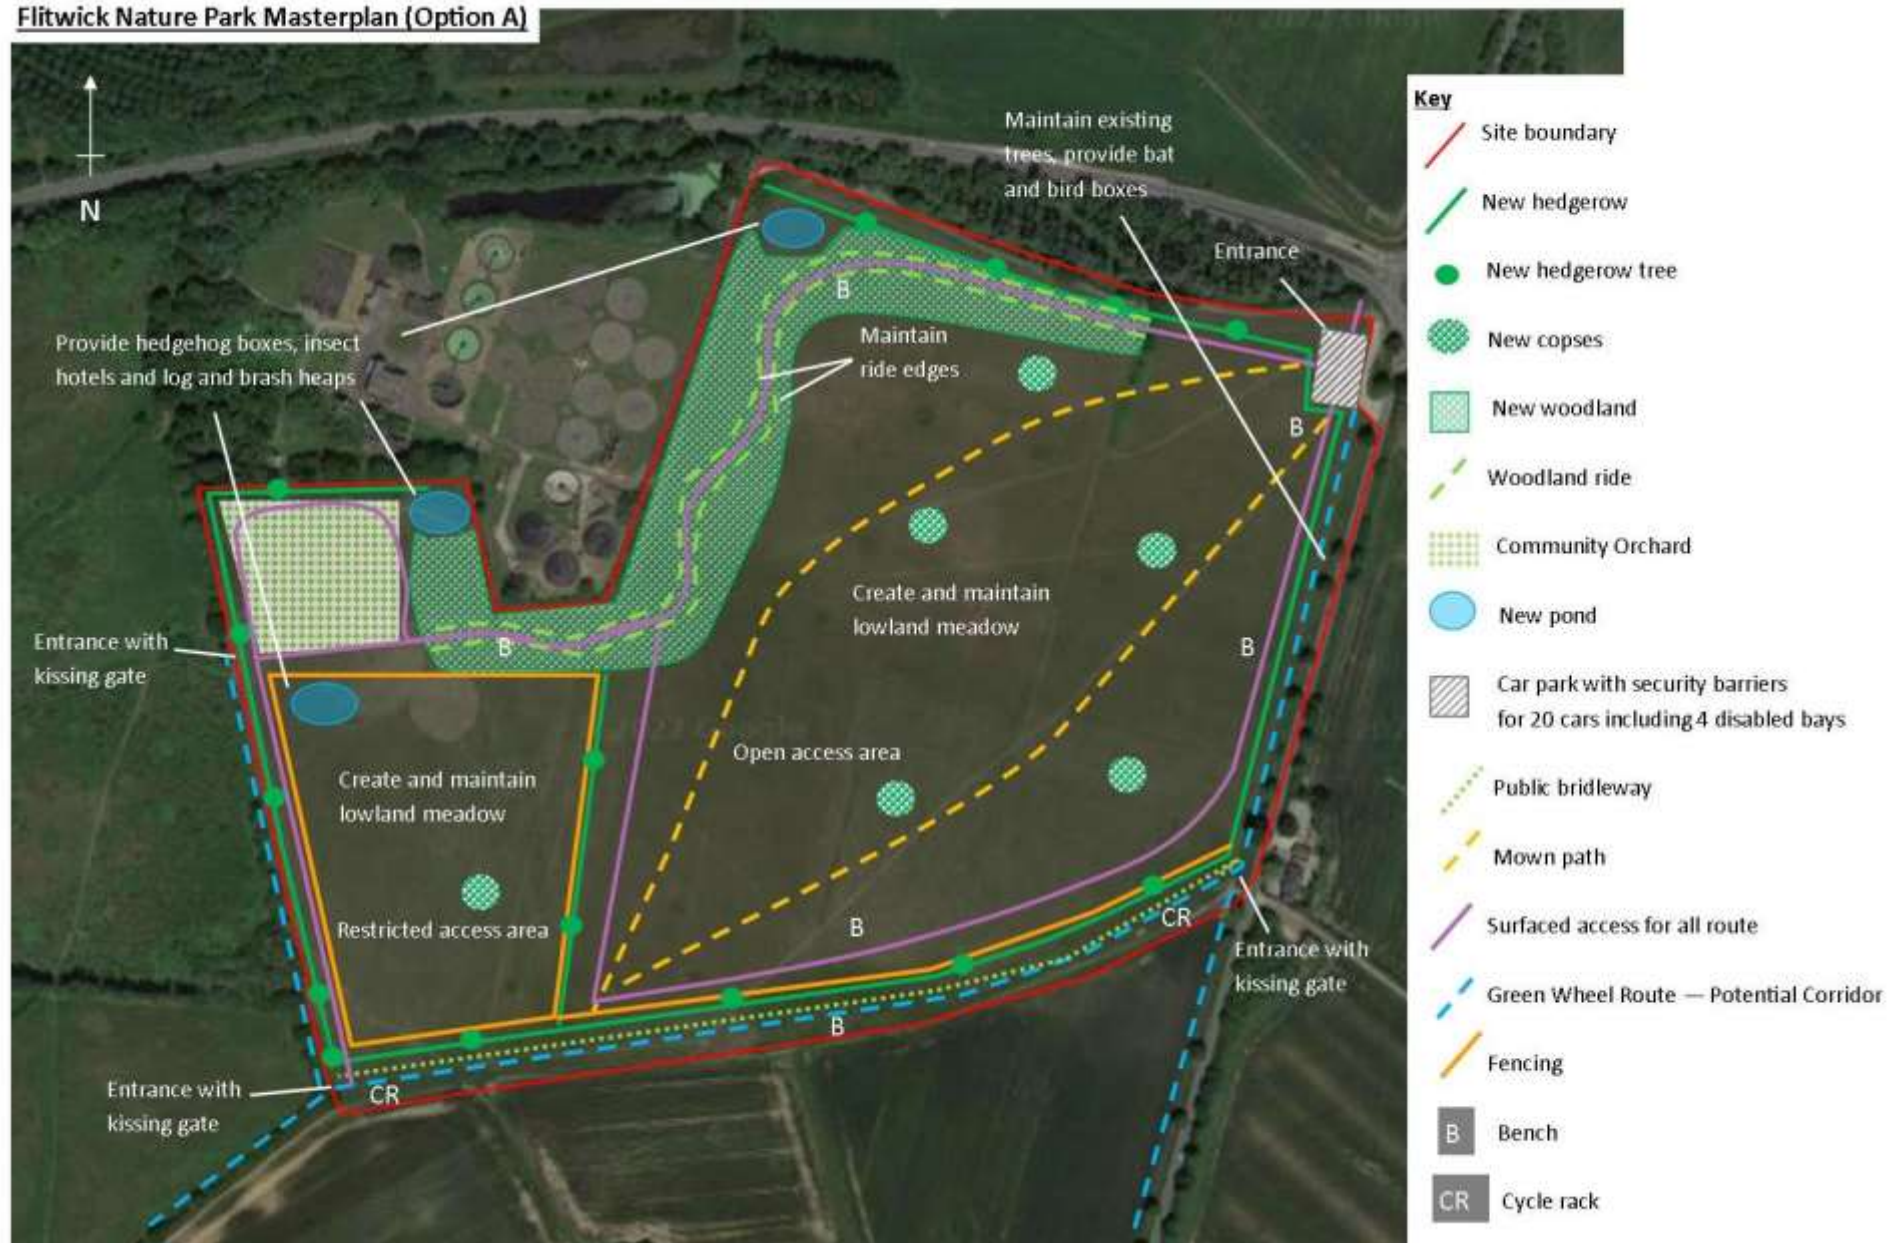 Flitwick Nature Park Masterplan (Option A)
N
Maintain existing
trees, provide bat
and bird boxes
Entrance
Provide hedgehog boxes, insect
hotels and log and brash heaps
B
Maintain
ride edges
B
Create and maintain
lowland meadow
Entrance with
kissing gate
B
B
Open access area
Create and maintain
lowland meadow
Restricted access area
B
CR
Entrance with
kissing gate
B
Entrance with
kissing gate
CR
Key
Site boundary
New hedgerow
New hedgerow tree
New copses
New woodland
Woodland ride
Community Orchard
New pond
Car park with security barriers
for 20 cars including 4 disabled bays
Public bridleway
Mown path
Surfaced access for all route
Green Wheel Route — Potential Corridor
Fencing
B Bench
CR Cycle rack